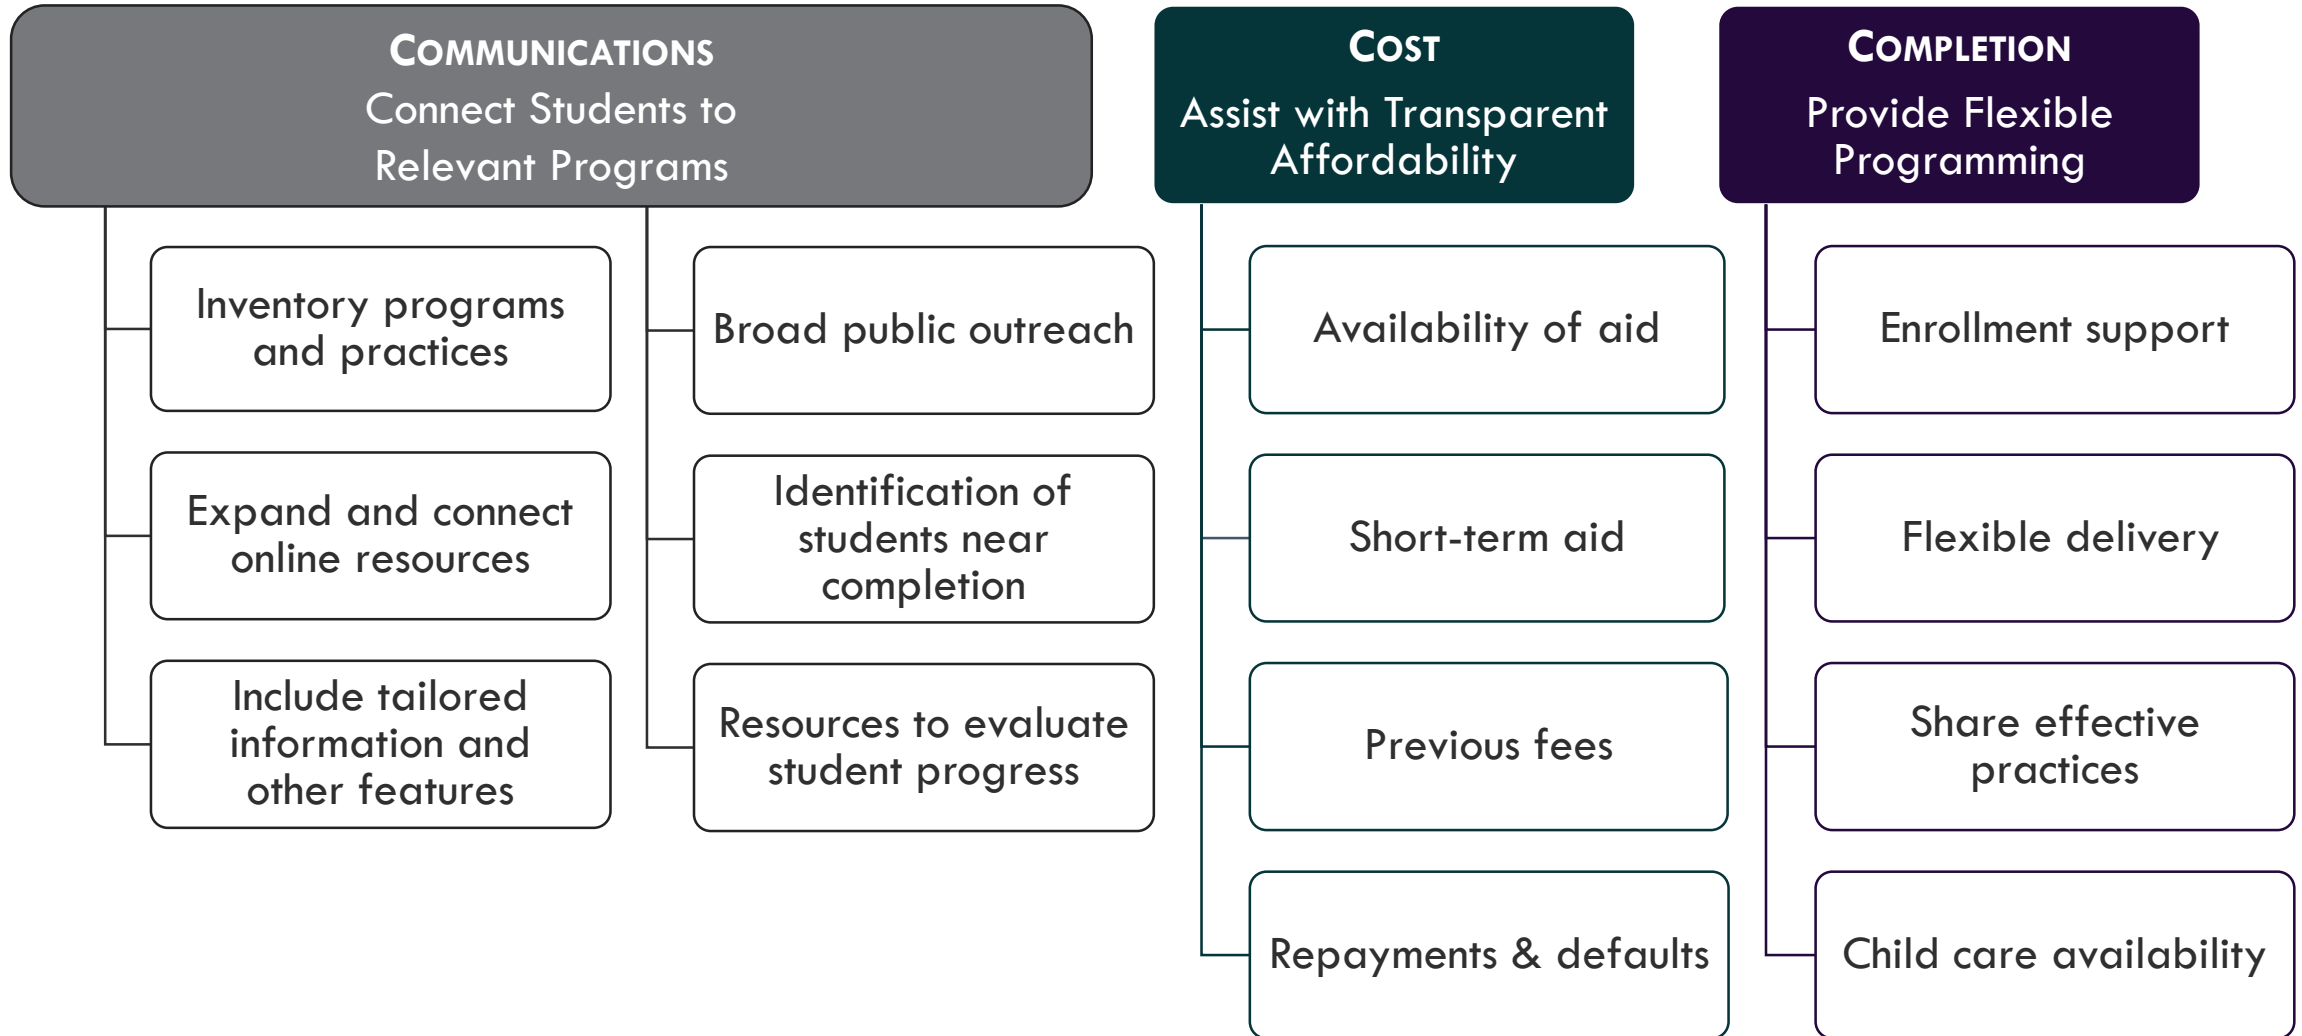 COMMUNICATIONS
Connect Students to
Relevant Programs
Inventory programs
and practices
Expand and connect
online resources
Include tailored
information and
other features
Broad public outreach
Identification of
students near
completion
Resources to evaluate
student progress
COST
Assist with Transparent
Affordability
Availability of aid
Short-term aid
Previous fees
Repayments & defaults
COMPLETION
Provide Flexible
Programming
Enrollment support
Flexible delivery
Share effective
practices
Child care availability